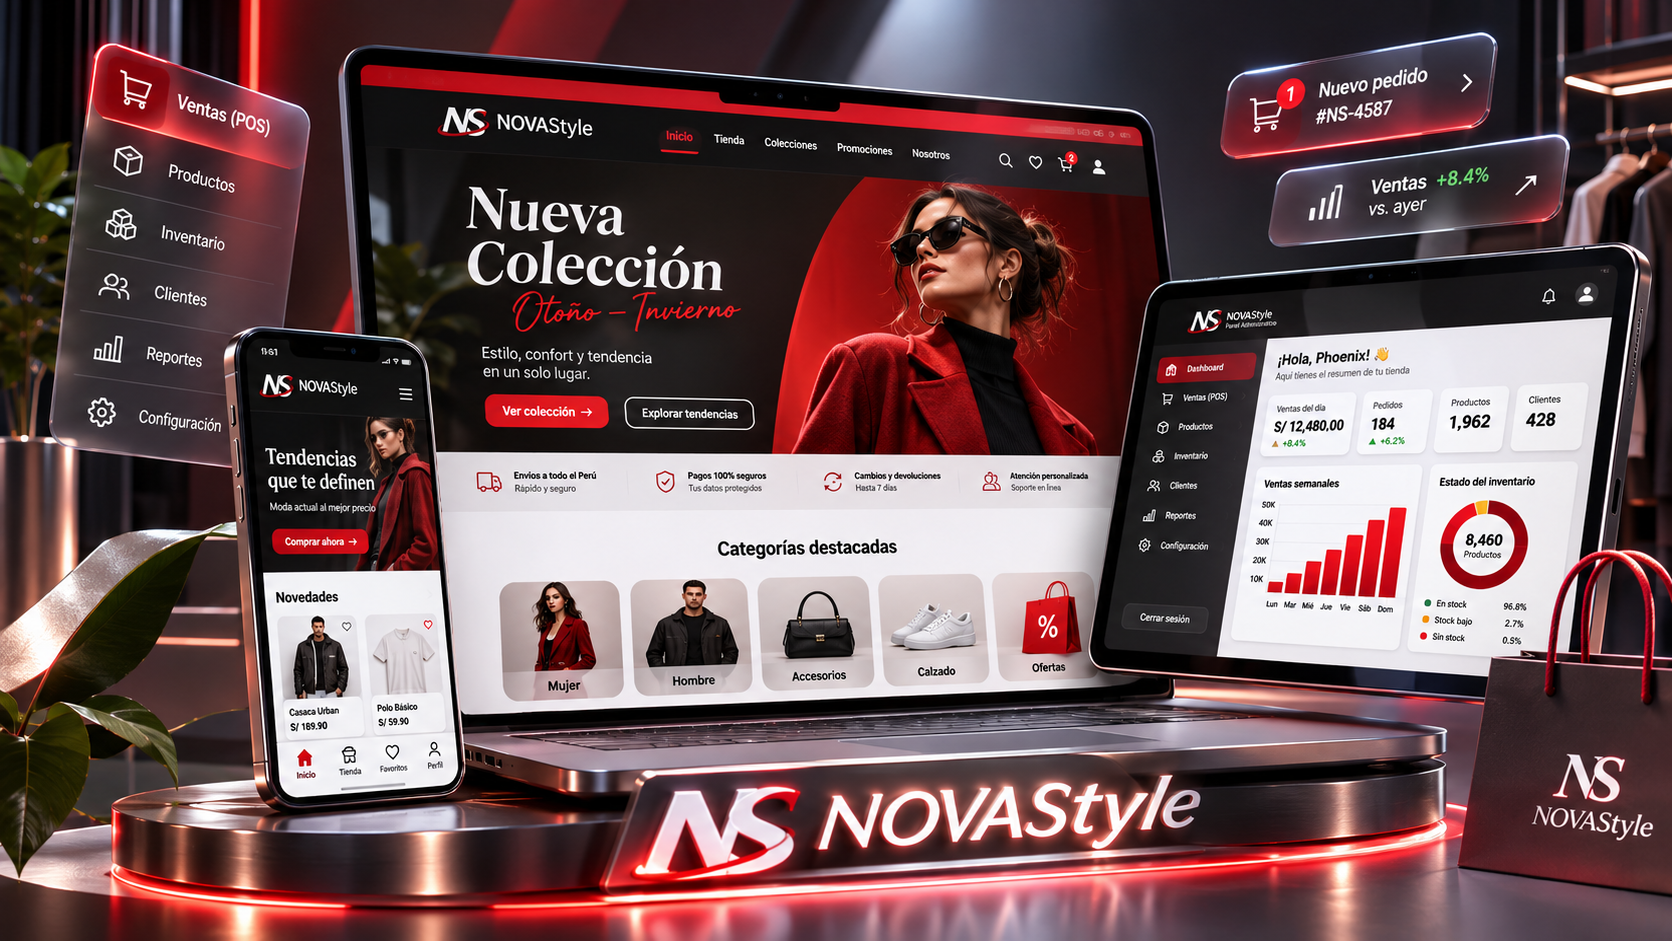 Ventas (POS)
Productos
Inventario
Clientes
Reportes
Configuración
NS NOVAStyle
Inicio
Tienda
Colecciones
Promociones
Nosotros
2
Nueva
Colección
Otoño – Invierno
Estilo, confort y tendencia
en un solo lugar.
Ver colección →
Explorar tendencias
Envíos a todo el Perú
Rápido y seguro
Pagos 100% seguros
Tus datos protegidos
Cambios y devoluciones
Hasta 7 días
Atención personalizada
Soporte en línea
Categorías destacadas
Mujer
Hombre
Accesorios
Calzado
%
Ofertas
1
Nuevo pedido
#NS-4587
Ventas +8.4%
vs. ayer
NS NOVAStyle
Tendencias
que te definen
Moda actual al mejor precio
Comprar ahora →
Novedades
Casaca Urban
S/ 189.90
Polo Básico
S/ 59.90
Inicio
Tienda
Favoritos
Perfil
NS NOVAStyle
Panel Administrativo
Dashboard
Ventas (POS)
Productos
Inventario
Clientes
Reportes
Configuración
Cerrar sesión
¡Hola, Phoenix! 👋
Aquí tienes el resumen de tu tienda
Ventas del día
S/ 12,480.00
+8.4%
Pedidos
184
+6.2%
Productos
1,962
Clientes
428
Ventas semanales
50K
40K
30K
20K
10K
Lun Mar Mié Jue Vie Sáb Dom
Estado del inventario
8,460
Productos
En stock 96.8%
Stock bajo 2.7%
Sin stock 0.5%
NS NOVAStyle
NS
NOVAStyle